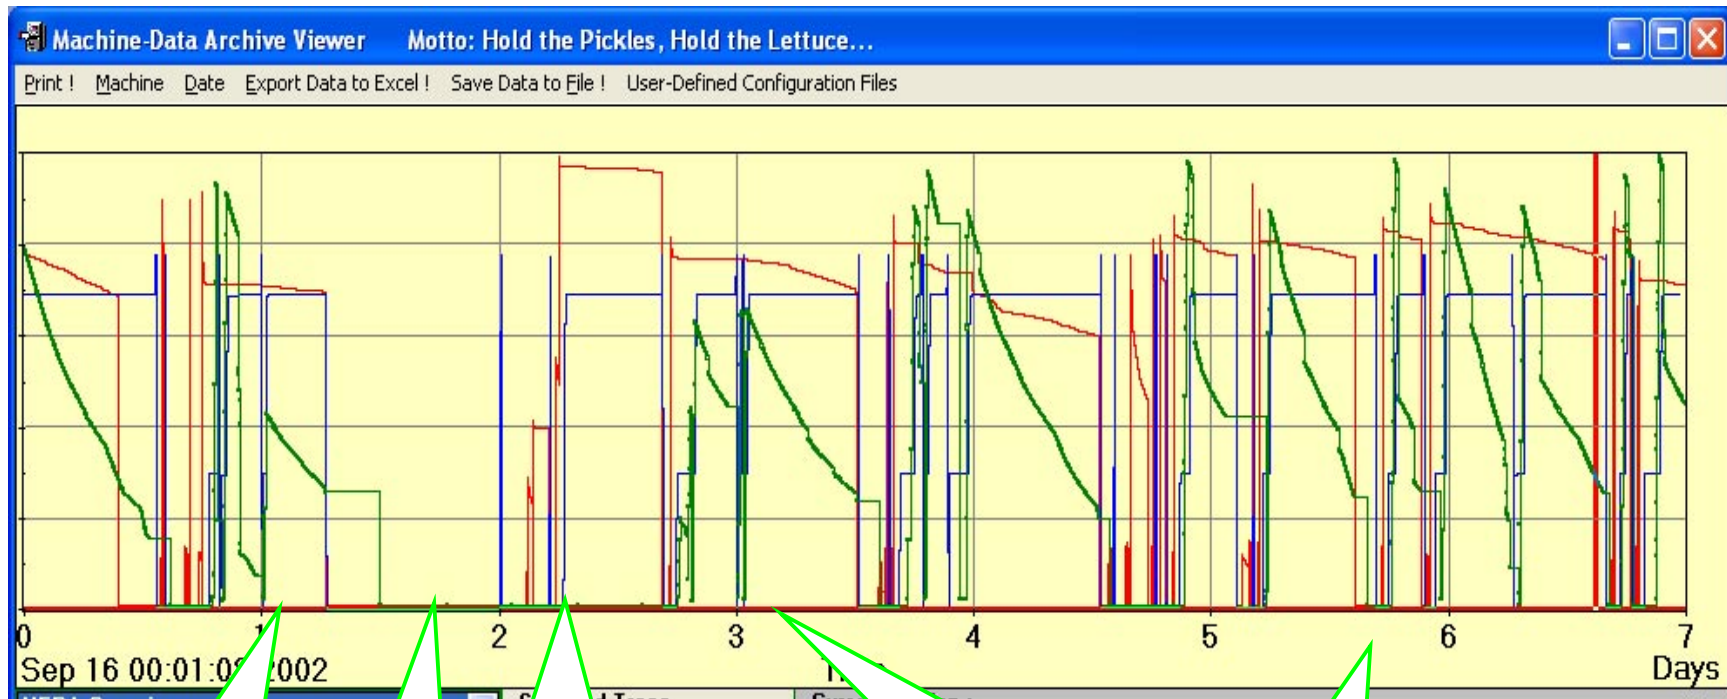 Machine-Data Archive Viewer Motto: Hold the Pickles, Hold the Lettuce...
Print ! Machine Date Export Data to Excel ! Save Data to File ! User-Defined Configuration Files
0 1 2 3 4 5 6 7
Sep 16 00:01:0 2002 Days